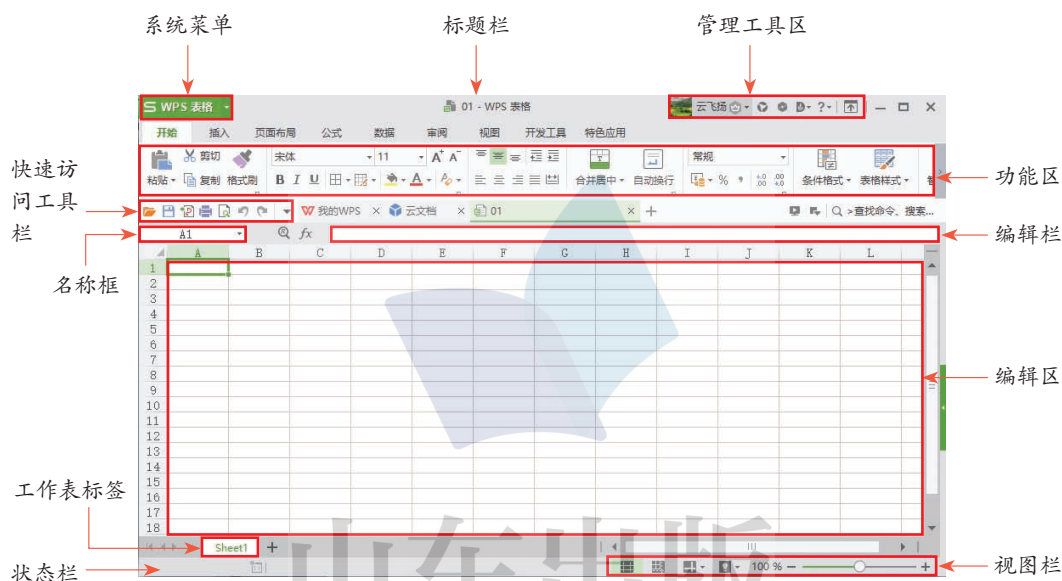 系统菜单
标题栏
管理工具区
WPS 表格
01 - WPS 表格
云飞扬
开始 插入 页面布局 公式 数据 审阅 视图 开发工具 特色应用
快速访
问工具
栏
粘贴 剪切 复制 格式刷 宋体 11 A⁺ A⁻ B I U A 合并居中 自动换行 常规 % 条件格式 表格样式
功能区
我的WPS × 云文档 × 01 × + >查找命令、搜索...
A1 fx
编辑栏
名称框
A B C D E F G H I J K L
1
2
3
4
5
6
7
8
9
10
11
12
13
14
15
16
17
18
编辑区
工作表标签
Sheet1 +
状态栏
100 % − +
视图栏
山东出版